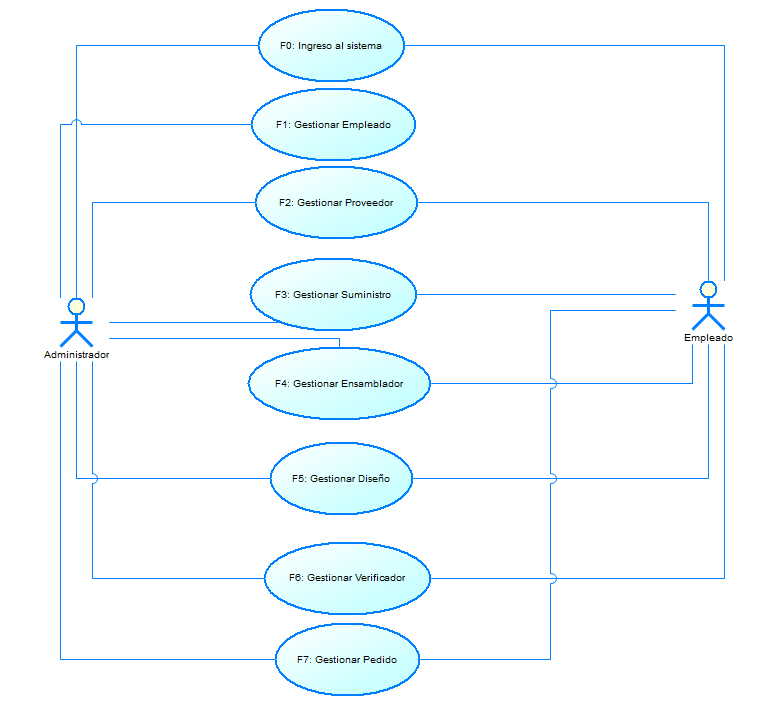 F0: Ingreso al sistema
F1: Gestionar Empleado
F2: Gestionar Proveedor
F3: Gestionar Suministro
Administrador
Empleado
F4: Gestionar Ensamblador
F5: Gestionar Diseño
F6: Gestionar Verificador
F7: Gestionar Pedido